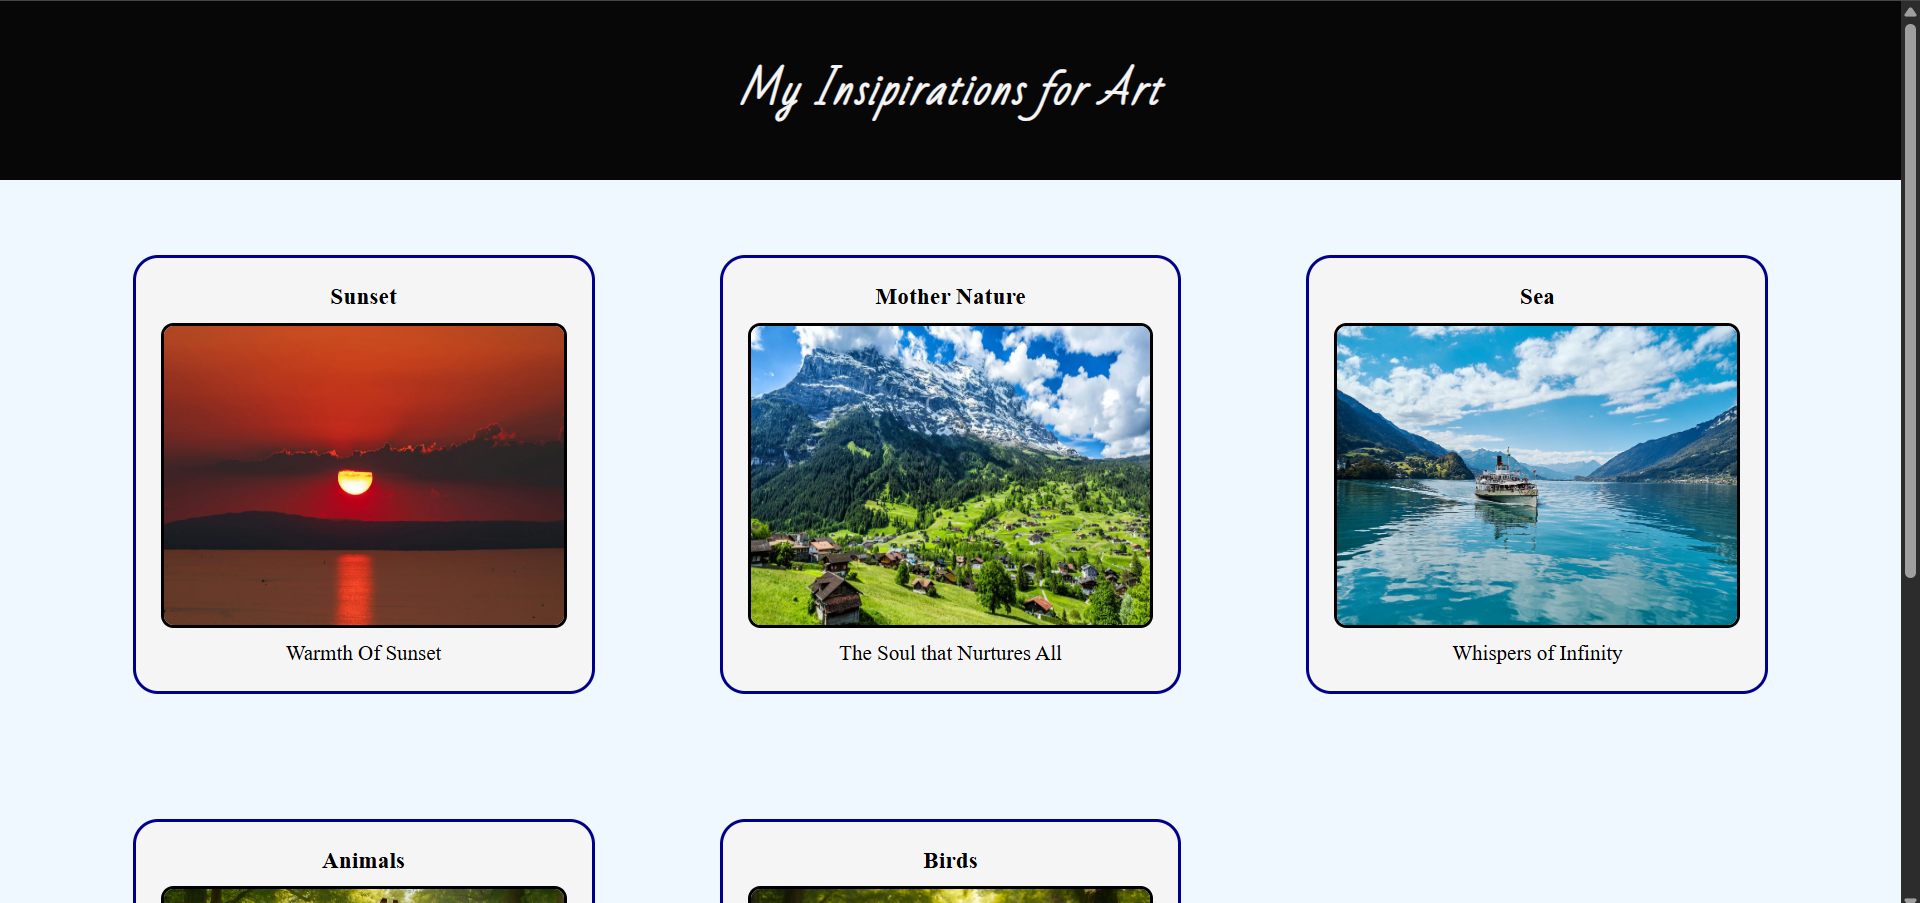 My Insipirations for Art
Sunset
Mother Nature
Sea
Warmth Of Sunset
The Soul that Nurtures All
Whispers of Infinity
Animals
Birds